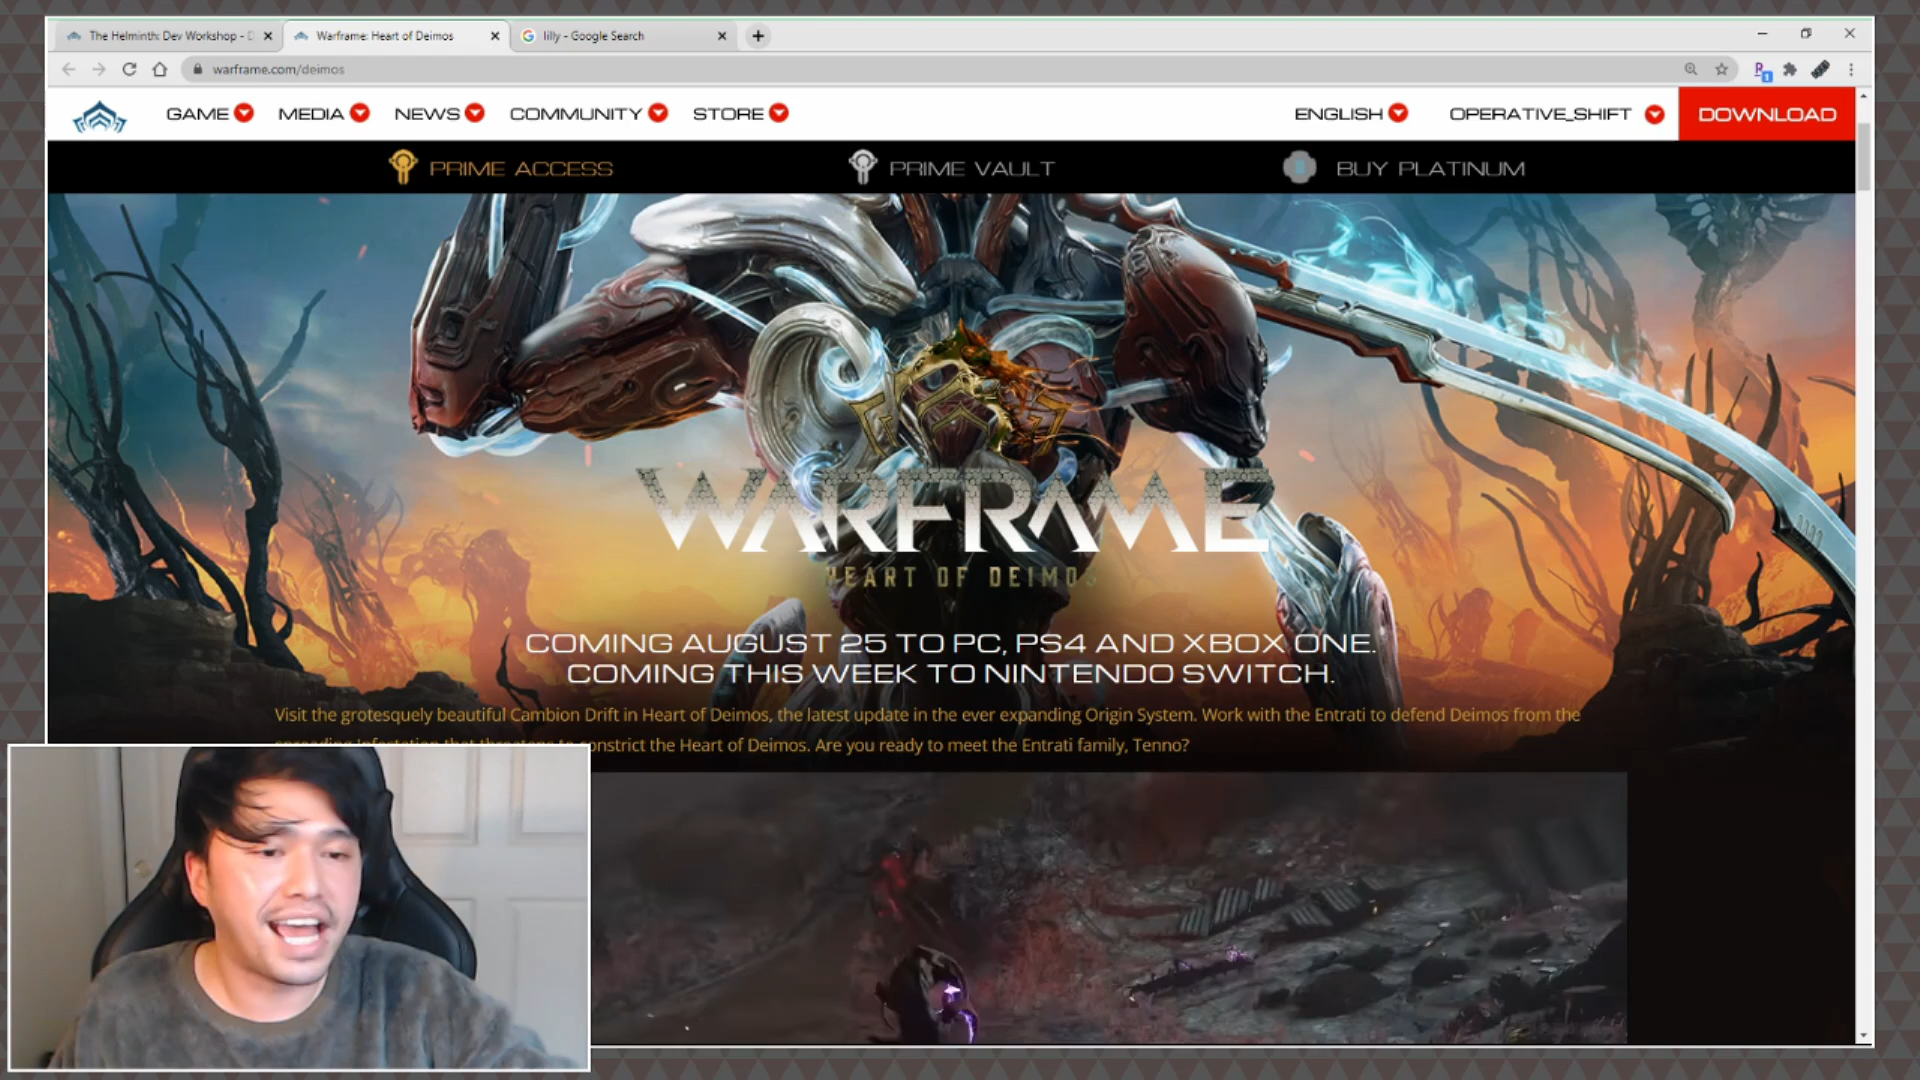 The Helminth: Dev Workshop -
Warframe: Heart of Deimos
lilly - Google Search
warframe.com/deimos
GAME
MEDIA
NEWS
COMMUNITY
STORE
ENGLISH
OPERATIVE_SHIFT
DOWNLOAD
PRIME ACCESS
PRIME VAULT
BUY PLATINUM
WARFRAME
HEART OF DEIMOS
COMING AUGUST 25 TO PC, PS4 AND XBOX ONE.
COMING THIS WEEK TO NINTENDO SWITCH.
Visit the grotesquely beautiful Cambion Drift in Heart of Deimos, the latest update in the ever expanding Origin System. Work with the Entrati to defend Deimos from the
constrict the Heart of Deimos. Are you ready to meet the Entrati family, Tenno?